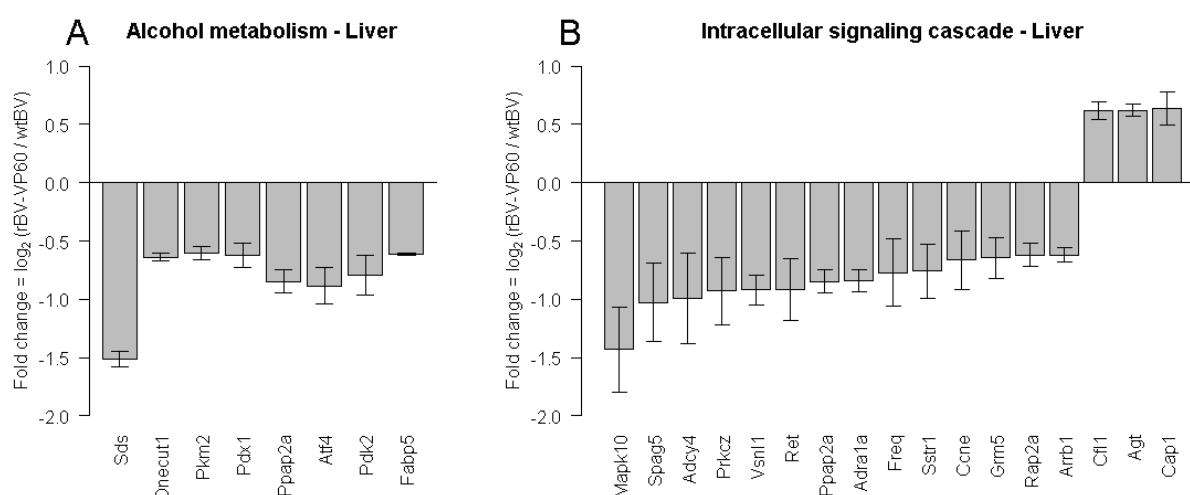 A
Alcohol metabolism - Liver
Fold change = log₂ (rBV-VP60 / wtBV)
1.0
0.5
0.0
-0.5
-1.0
-1.5
-2.0
Sds
Onecut1
Pkm2
Pdx1
Ppap2a
Atf4
Pdk2
Fabp5
B
Intracellular signaling cascade - Liver
Fold change = log₂ (rBV-VP60 / wtBV)
1.0
0.5
0.0
-0.5
-1.0
-1.5
-2.0
Mapk10
Spag5
Adcy4
Prkcz
Vsnl1
Ret
Ppap2a
Adra1a
Freq
Sstr1
Ccne
Grm5
Rap2a
Arrb1
Cfl1
Agt
Cap1